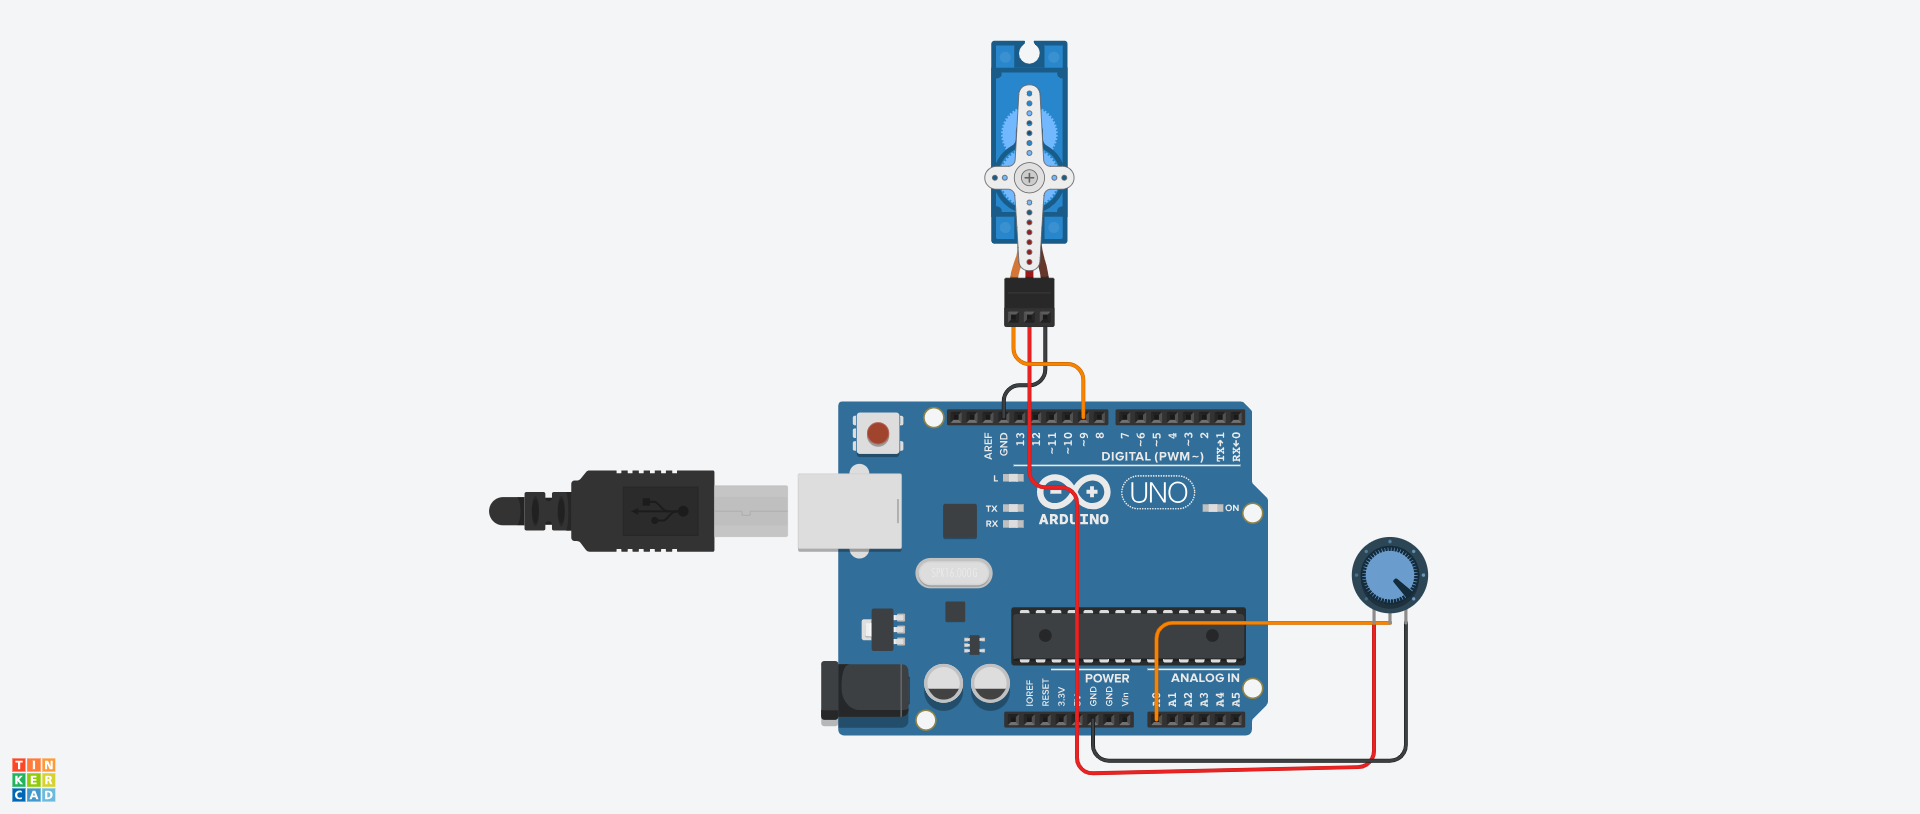 AREF
GND
13
12
~11
~10
~9
8
7
~6
~5
4
~3
2
TX→1
RX←0
DIGITAL (PWM~)
L
TX
RX
UNO
ON
ARDUINO
POWER
ANALOG IN
IOREF
RESET
3.3V
GND
GND
Vin
A0
A1
A2
A3
A4
A5
TIN
KER
CAD